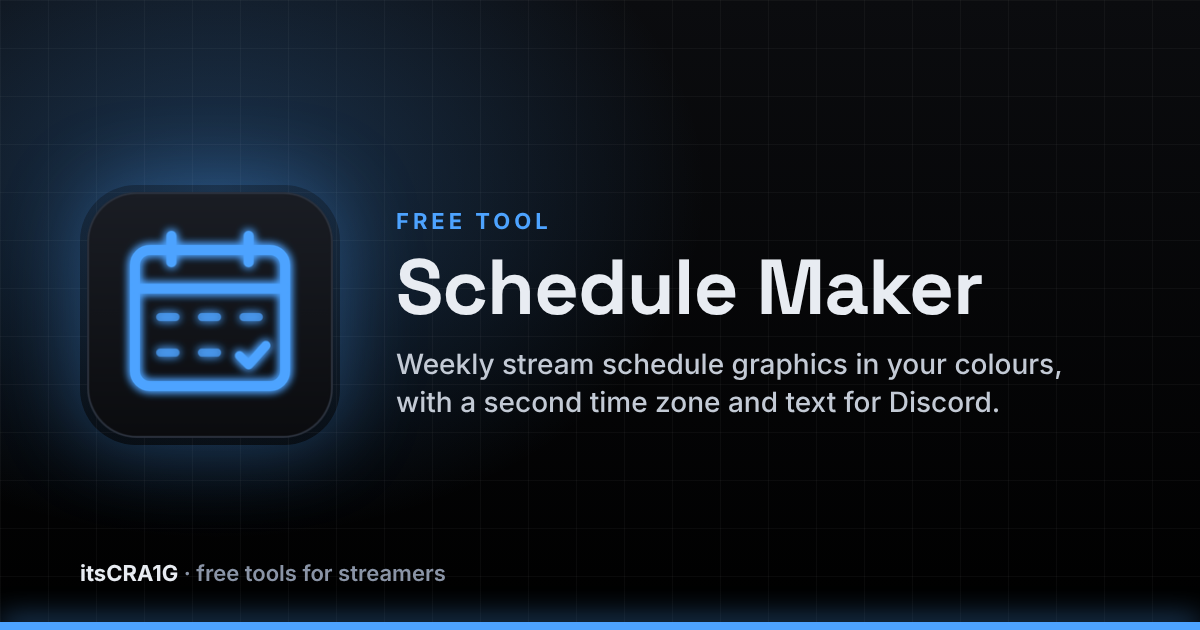 FREE TOOL
Schedule Maker
Weekly stream schedule graphics in your colours,
with a second time zone and text for Discord.
itsCRA1G · free tools for streamers